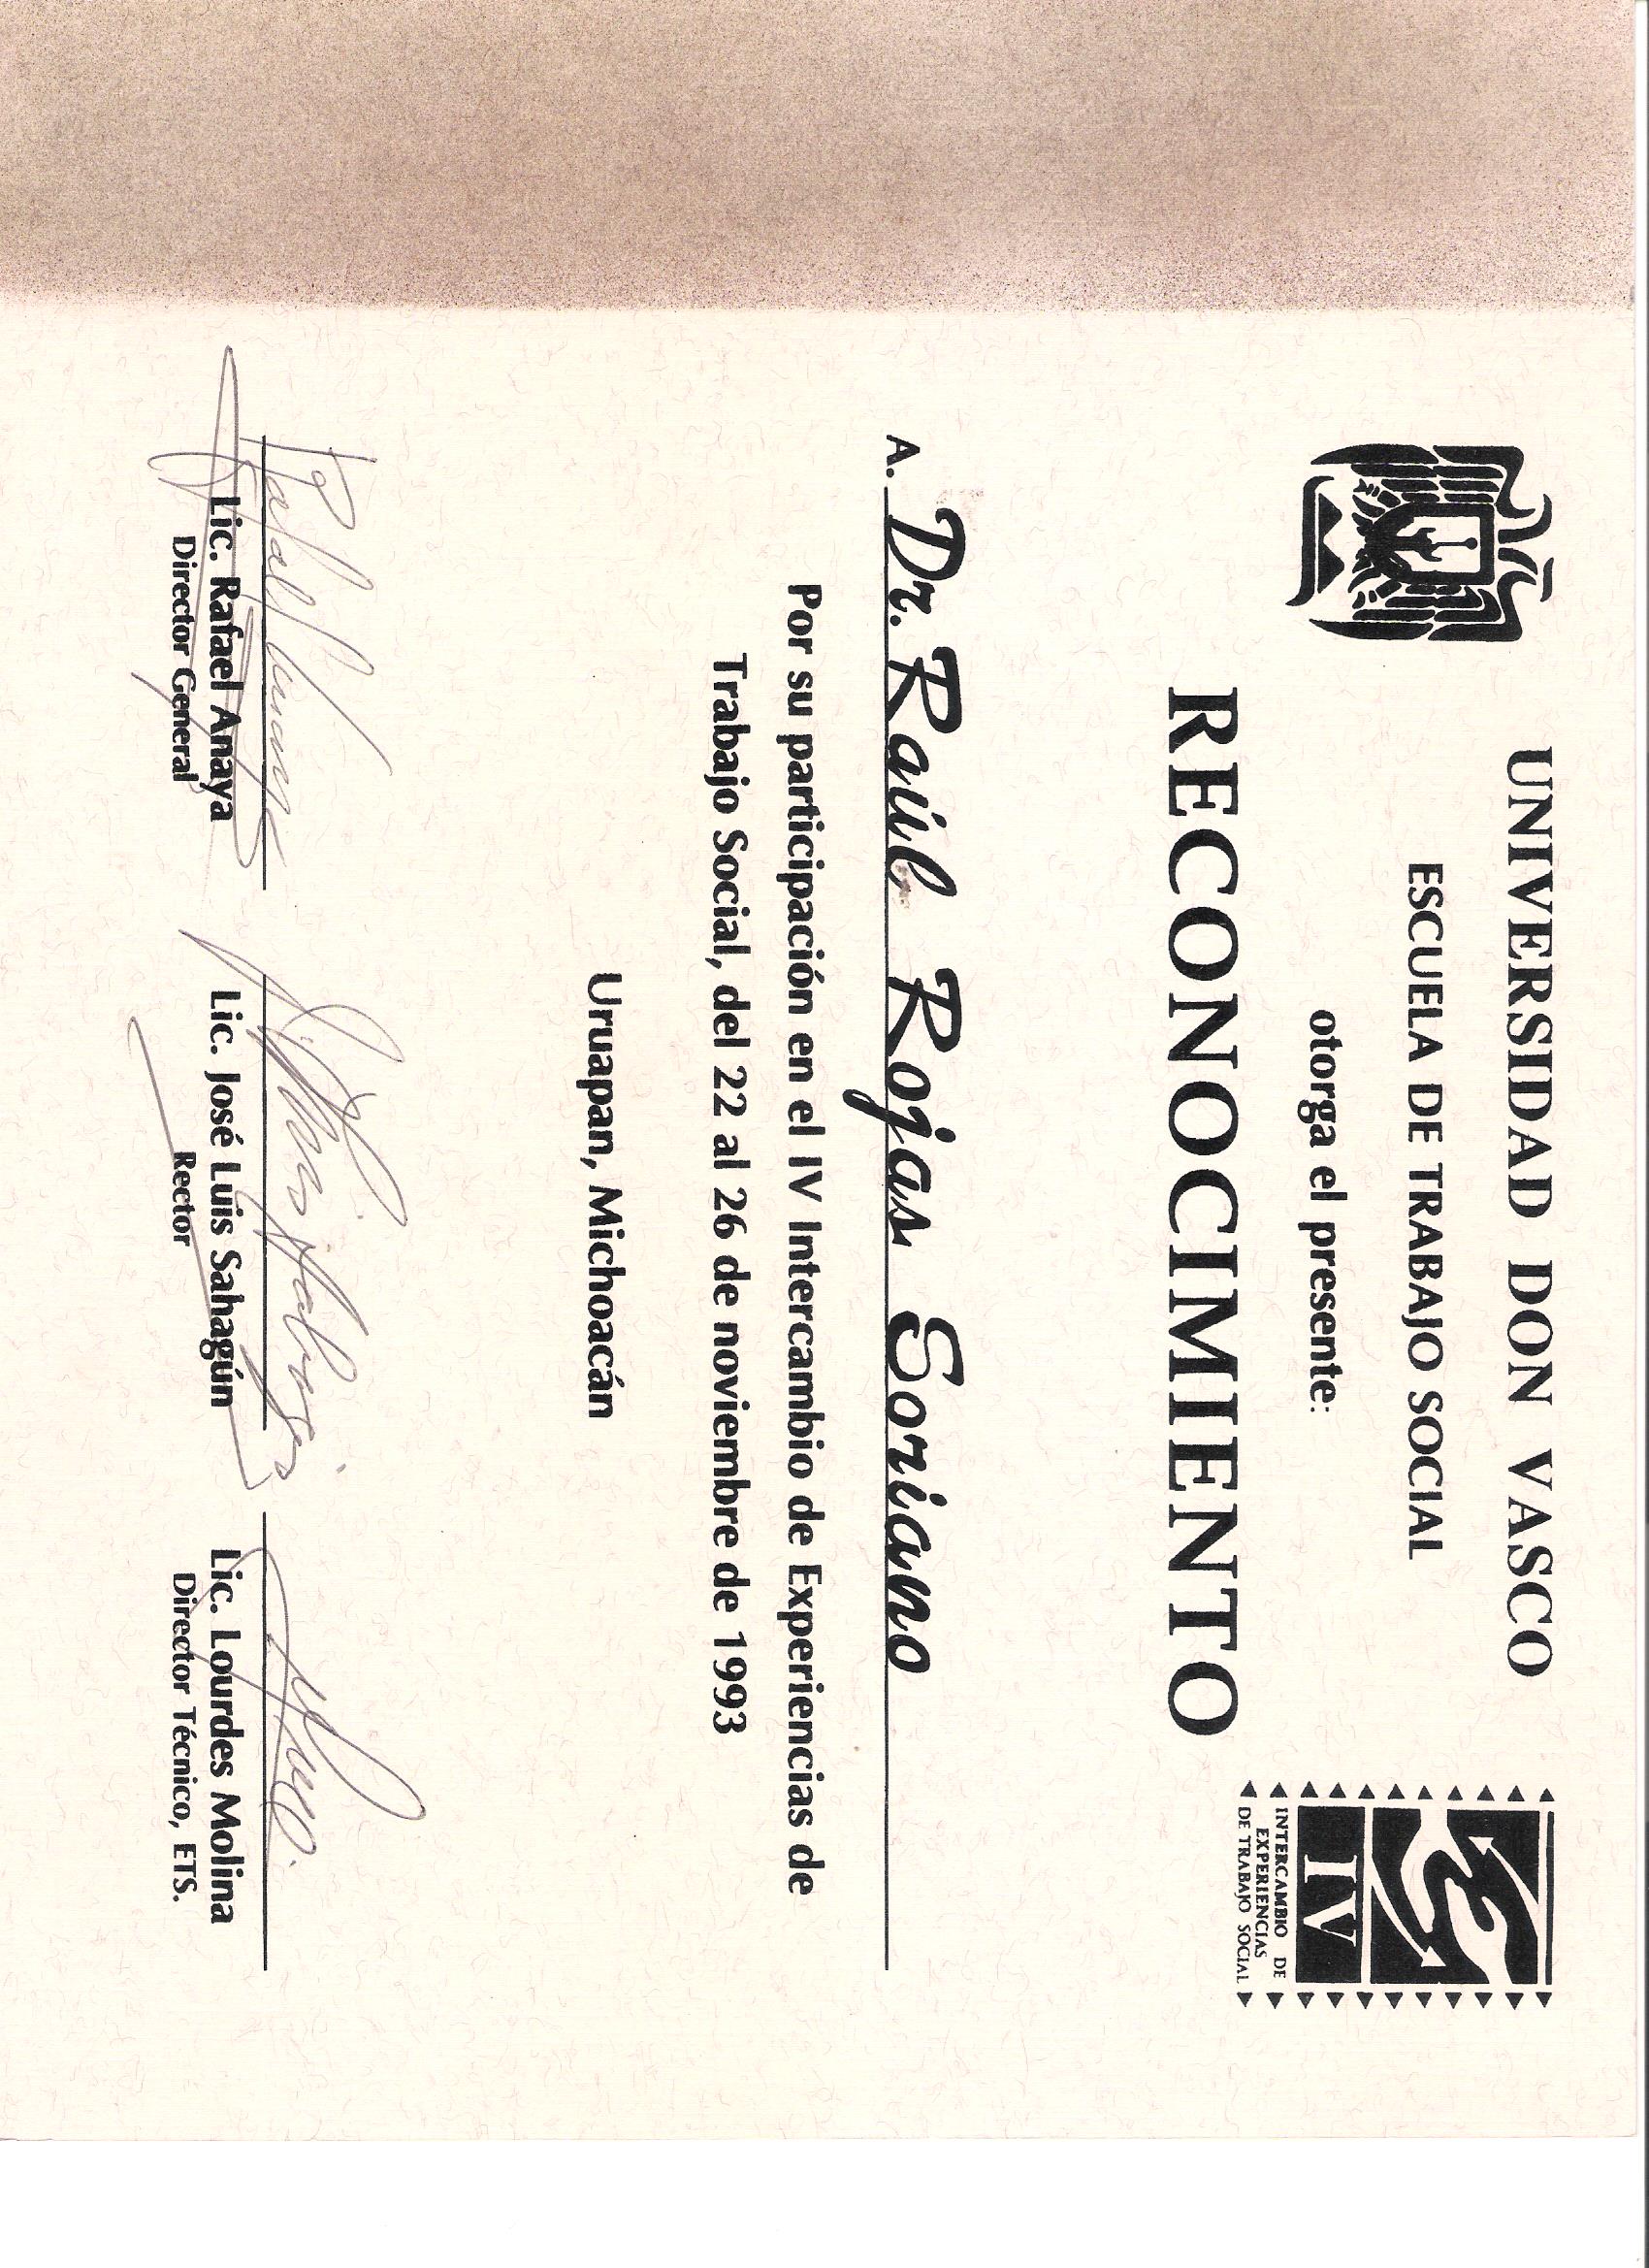 UNIVERSIDAD DON VASCO
ESCUELA DE TRABAJO SOCIAL
otorga el presente:
RECONOCIMIENTO
IV
INTERCAMBIO DE
EXPERIENCIAS
DE TRABAJO SOCIAL
A. Dr. Raúl Rojas Soriano
Por su participación en el IV Intercambio de Experiencias de
Trabajo Social, del 22 al 26 de noviembre de 1993
Uruapan, Michoacán
Lic. Rafael Anaya
Director General
Lic. José Luis Sahagún
Rector
Lic. Lourdes Molina
Director Técnico, ETS.